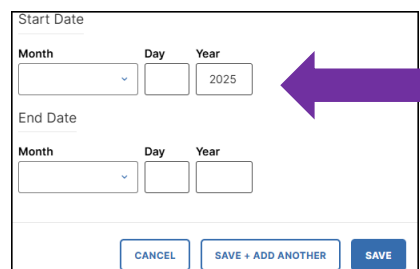 Start Date
Month Day Year
2025
End Date
Month Day Year
CANCEL SAVE + ADD ANOTHER SAVE